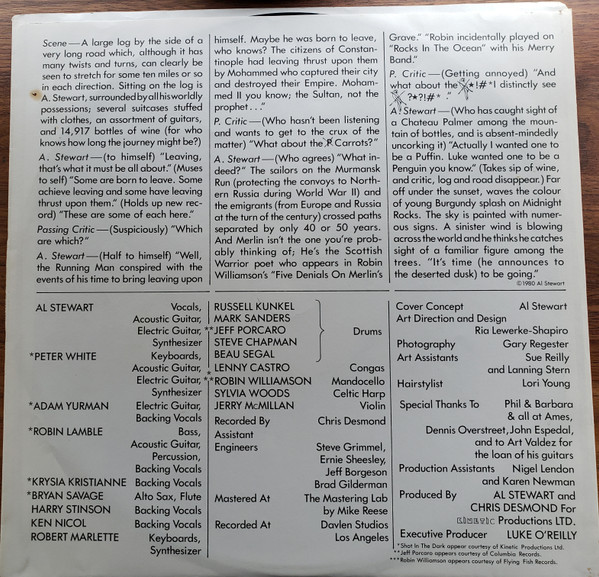 Scene—A large log by the side of a
very long road which, although it has
many twists and turns, can clearly be
seen to stretch for some ten miles or so
in each direction. Sitting on the log is
A. Stewart, surrounded by all his worldly
possessions; several suitcases stuffed
with clothes, an assortment of guitars,
and 14,917 bottles of wine (for who
knows how long the journey might be?)
A. Stewart—(to himself) "Leaving,
that's what it must be all about." (Muses
to self) "Some are born to leave. Some
achieve leaving and some have leaving
thrust upon them." (Holds up new rec-
ord) "These are some of each here."
Passing Critic—(Suspiciously) "Which
are which?"
A. Stewart—(Half to himself) "Well,
the Running Man conspired with the
events of his time to bring leaving upon
himself. Maybe he was born to leave,
who knows? The citizens of Constan-
tinople had leaving thrust upon them
by Mohammed who captured their city
and destroyed their Empire. Moham-
med II you know; the Sultan, not the
prophet . . ."
P. Critic—(Who hasn't been listening
and wants to get to the crux of the
matter) "What about the Carrots?"
A. Stewart—(Who agrees) "What in-
deed?" The sailors on the Murmansk
Run (protecting the convoys to North-
ern Russia during World War II) and
the emigrants (from Europe and Russia
at the turn of the century) crossed paths
separated by only 40 or 50 years.
And Merlin isn't the one you're prob-
ably thinking of; He's the Scottish
Warrior poet who appears in Robin
Williamson's "Five Denials On Merlin's
Grave." "Robin incidentally played on
"Rocks In The Ocean" with his Merry
Band."
P. Critic—(Getting annoyed) "And
what about the *!#*I distinctly see
?*?!#* ."
A. Stewart—(Who has caught sight of
a Chateau Palmer among the moun-
tain of bottles, and is absent-mindedly
uncorking it) "Actually I wanted one to
be a Puffin. Luke wanted one to be a
Penguin you know" (Takes sip of wine,
and critic, log and road disappear.) Far
off under the sunset, waves the colour
of young Burgundy splash on Midnight
Rocks. The sky is painted with numer-
ous signs. A sinister wind is blowing
across the world and he thinks he catches
sight of a familiar figure among the
trees. "It's time (he announces to
the deserted dusk) to be going."
©1980 Al Stewart
AL STEWART Vocals,
Acoustic Guitar,
Electric Guitar,
Synthesizer
*PETER WHITE Keyboards,
Acoustic Guitar,
Electric Guitar,
Synthesizer
*ADAM YURMAN Electric Guitar,
Backing Vocals
*ROBIN LAMBLE Bass,
Acoustic Guitar,
Percussion,
Backing Vocals
*KRYSIA KRISTIANNE Backing Vocals
*BRYAN SAVAGE Alto Sax, Flute
HARRY STINSON Backing Vocals
KEN NICOL Backing Vocals
ROBERT MARLETTE Keyboards,
Synthesizer
RUSSELL KUNKEL
MARK SANDERS
**JEFF PORCARO Drums
STEVE CHAPMAN
BEAU SEGAL
LENNY CASTRO Congas
***ROBIN WILLIAMSON Mandocello
SYLVIA WOODS Celtic Harp
JERRY McMILLAN Violin
Recorded By Chris Desmond
Assistant
Engineers Steve Grimmel,
Ernie Sheesley,
Jeff Borgeson
Brad Gilderman
Mastered At The Mastering Lab
by Mike Reese
Recorded At Davlen Studios
Los Angeles
Cover Concept Al Stewart
Art Direction and Design
Ria Lewerke-Shapiro
Photography Gary Regester
Art Assistants Sue Reilly
and Lanning Stern
Hairstylist Lori Young
Special Thanks To Phil & Barbara
& all at Ames,
Dennis Overstreet, John Espedal,
and to Art Valdez for
the loan of his guitars
Production Assistants Nigel Lendon
and Karen Newman
Produced By AL STEWART and
CHRIS DESMOND For
KINETIC Productions LTD.
Executive Producer LUKE O'REILLY
*Shot In The Dark appear courtesy of Kinetic Productions Ltd.
**Jeff Porcaro appears courtesy of Columbia Records.
***Robin Williamson appears courtesy of Flying Fish Records.